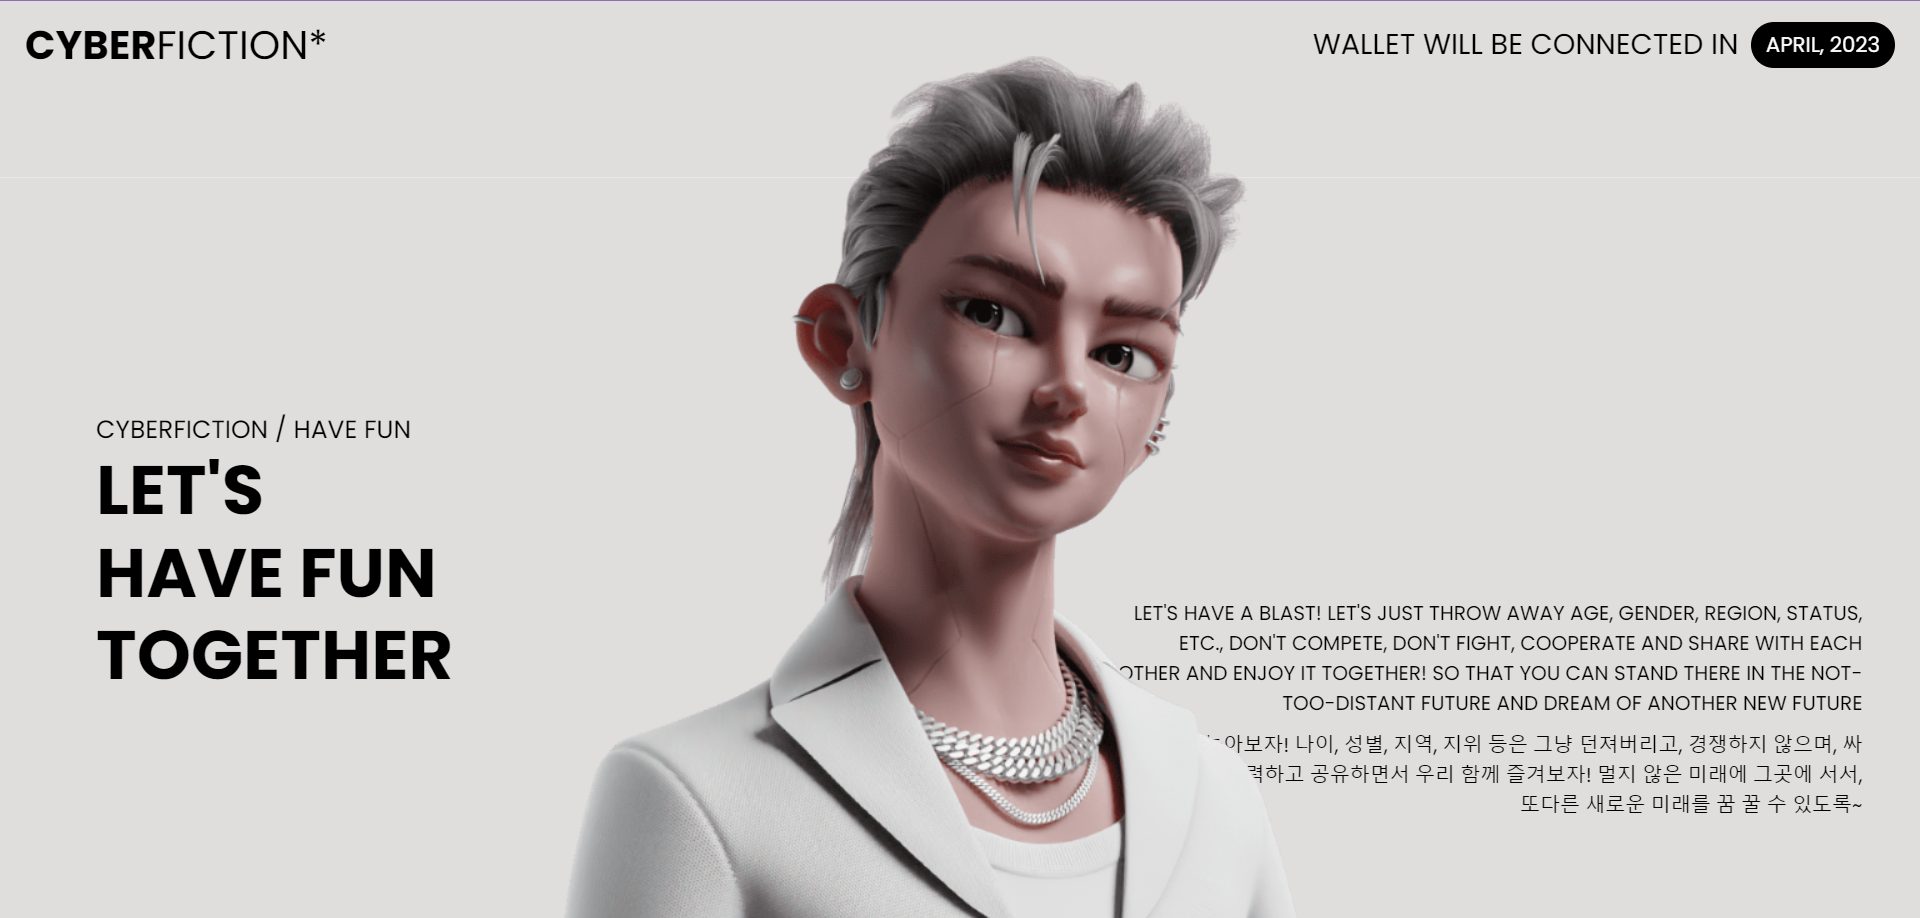 CYBERFICTION*
WALLET WILL BE CONNECTED IN APRIL, 2023
CYBERFICTION / HAVE FUN
LET'S
HAVE FUN
TOGETHER
LET'S HAVE A BLAST! LET'S JUST THROW AWAY AGE, GENDER, REGION, STATUS,
ETC., DON'T COMPETE, DON'T FIGHT, COOPERATE AND SHARE WITH EACH
OTHER AND ENJOY IT TOGETHER! SO THAT YOU CAN STAND THERE IN THE NOT-
TOO-DISTANT FUTURE AND DREAM OF ANOTHER NEW FUTURE
나이, 성별, 지역, 지위 등은 그냥 던져버리고, 경쟁하지 않으며, 싸
공유하면서 우리 함께 즐겨보자! 멀지 않은 미래에 그곳에 서서,
또다른 새로운 미래를 꿈 꿀 수 있도록~